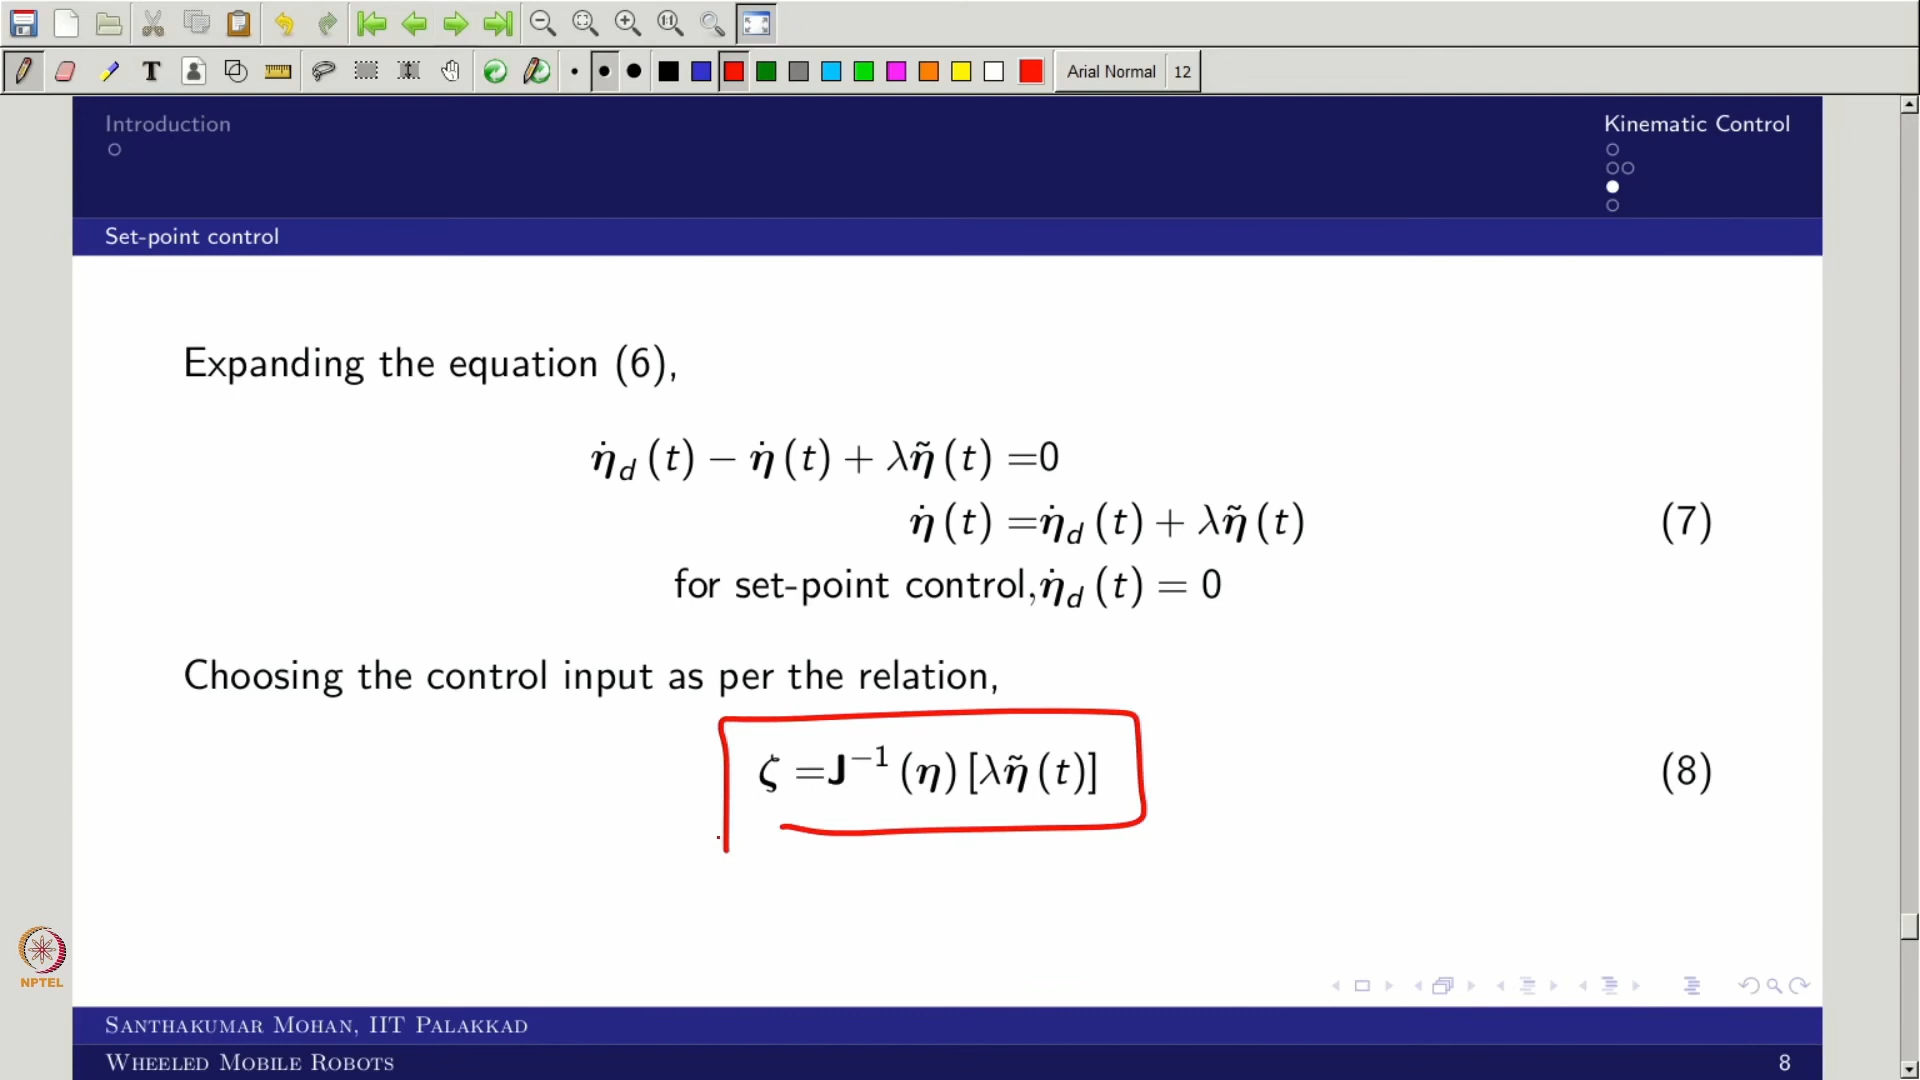 Arial Normal 12
Introduction
Kinematic Control
Set-point control
Expanding the equation (6),
η̇_d (t) − η̇ (t) + λη̃ (t) =0
η̇ (t) =η̇_d (t) + λη̃ (t) (7)
for set-point control,η̇_d (t) = 0
Choosing the control input as per the relation,
ζ =J⁻¹ (η) [λη̃ (t)] (8)
NPTEL
Santhakumar Mohan, IIT Palakkad
Wheeled Mobile Robots 8